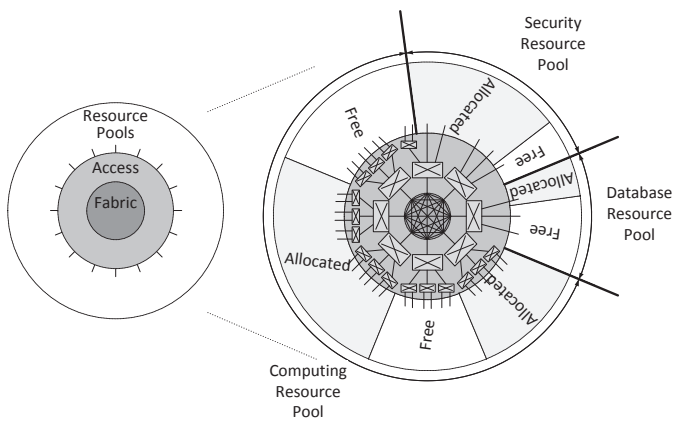 Resource
Pools
Access
Fabric
Security
Resource
Pool
Allocated
Free
Free
Allocated
Database
Resource
Pool
Free
Allocated
Allocated
Free
Computing
Resource
Pool